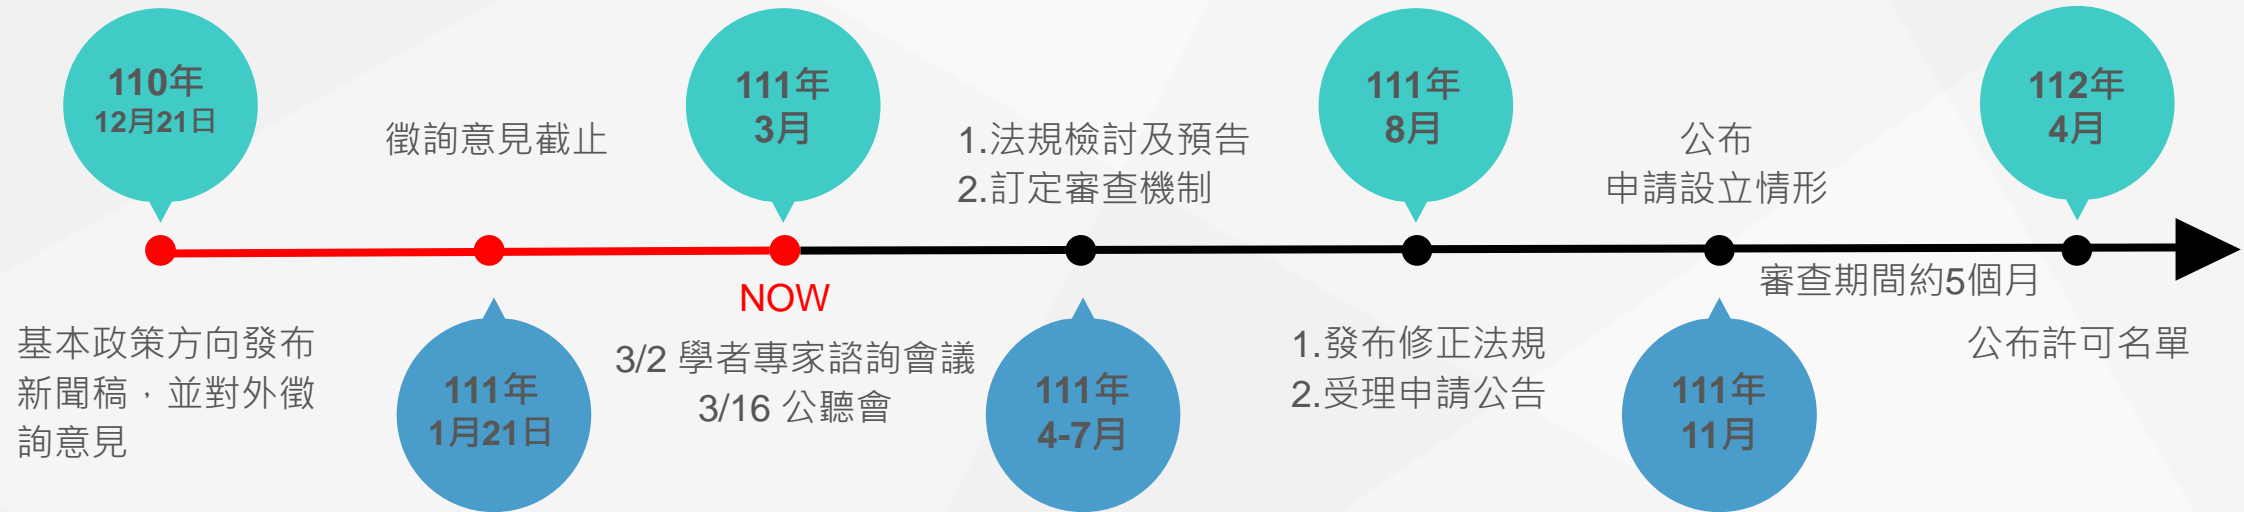 110年
12月21日
基本政策方向發布
新聞稿，並對外徵
詢意見
徵詢意見截止
111年
1月21日
111年
3月
NOW
3/2 學者專家諮詢會議
3/16 公聽會
1.法規檢討及預告
2.訂定審查機制
111年
4-7月
111年
8月
1.發布修正法規
2.受理申請公告
公布
申請設立情形
111年
11月
審查期間約5個月
112年
4月
公布許可名單